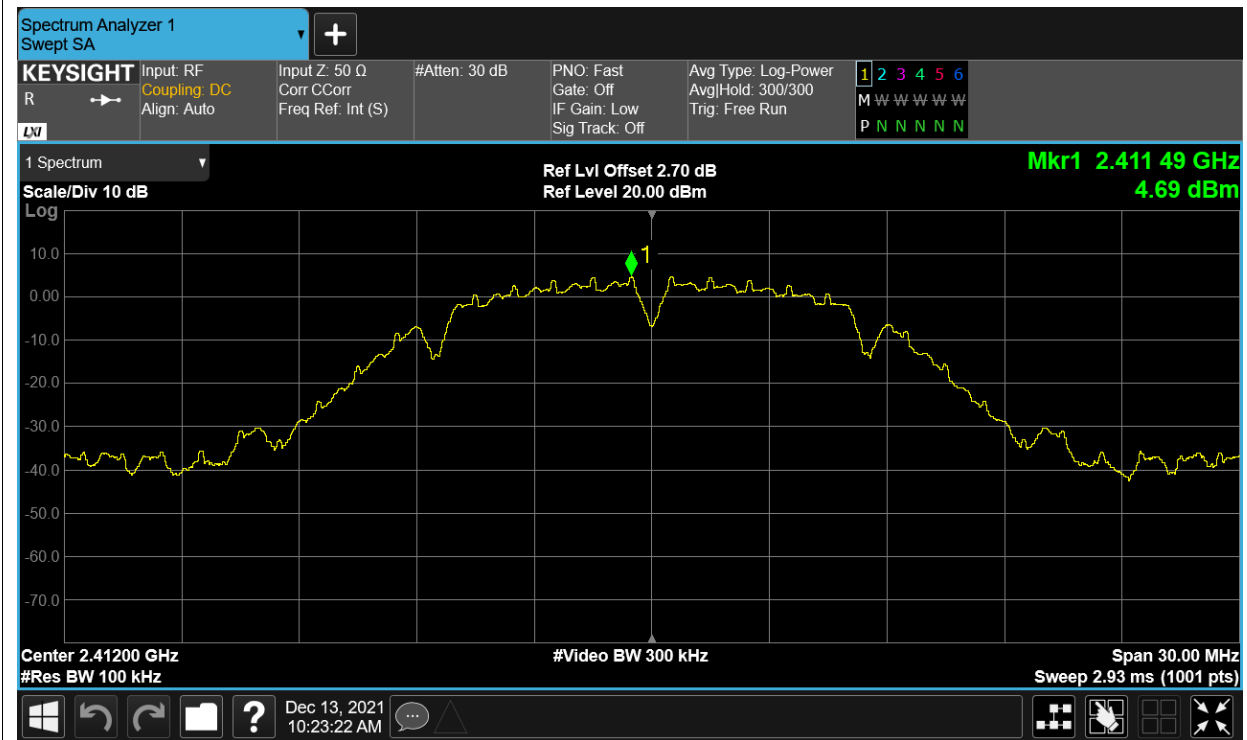 Spectrum Analyzer 1
Swept SA
+
KEYSIGHT
R
LXI
Input: RF
Coupling: DC
Align: Auto
Input Z: 50 Ω
Corr CCorr
Freq Ref: Int (S)
#Atten: 30 dB
PNO: Fast
Gate: Off
IF Gain: Low
Sig Track: Off
Avg Type: Log-Power
Avg|Hold: 300/300
Trig: Free Run
1 2 3 4 5 6
M W W W W W
P N N N N N
1 Spectrum
Scale/Div 10 dB
Log
Ref Lvl Offset 2.70 dB
Ref Level 20.00 dBm
Mkr1 2.411 49 GHz
4.69 dBm
1
10.0
0.00
-10.0
-20.0
-30.0
-40.0
-50.0
-60.0
-70.0
Center 2.41200 GHz
#Res BW 100 kHz
#Video BW 300 kHz
Span 30.00 MHz
Sweep 2.93 ms (1001 pts)
?
Dec 13, 2021
10:23:22 AM